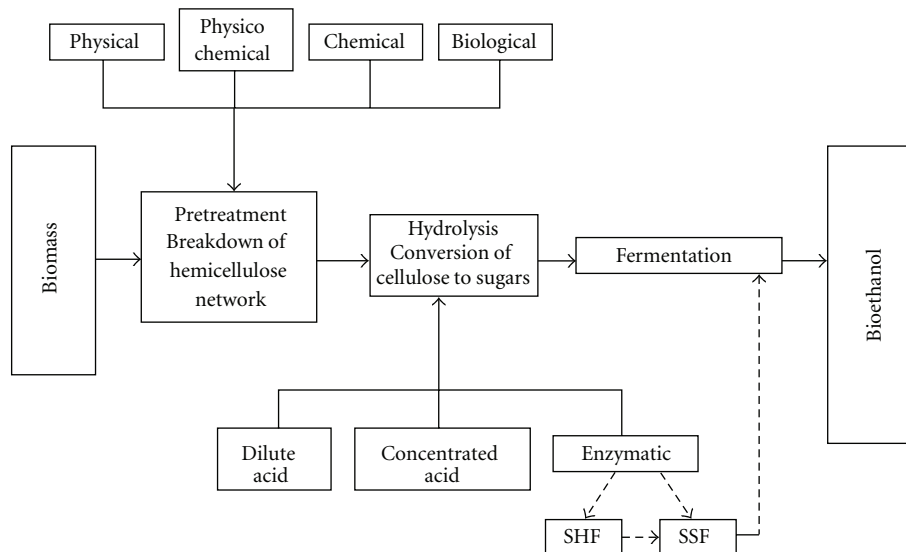 Physical
Physico
chemical
Chemical
Biological
Biomass
Pretreatment
Breakdown of
hemicellulose
network
Hydrolysis
Conversion of
cellulose to sugars
Fermentation
Bioethanol
Dilute
acid
Concentrated
acid
Enzymatic
SHF
SSF